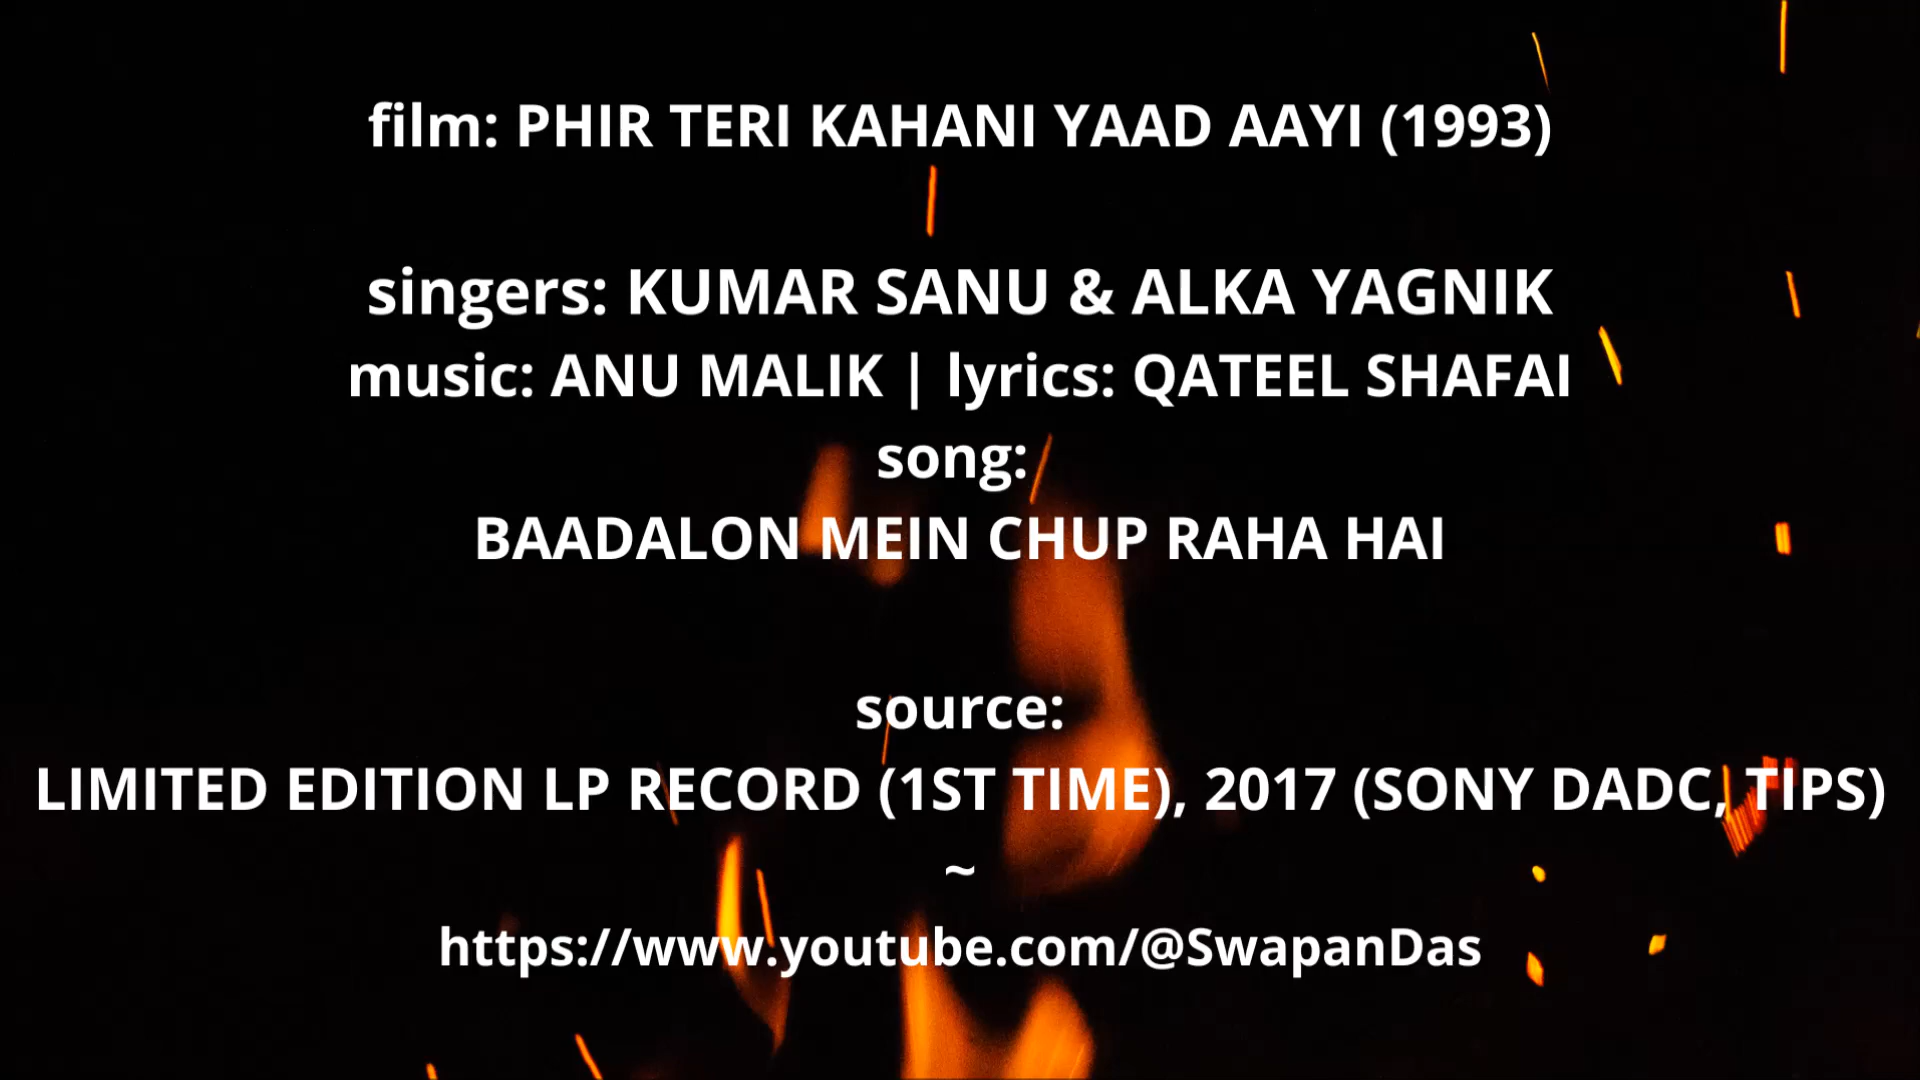 film: PHIR TERI KAHANI YAAD AAYI (1993)
singers: KUMAR SANU & ALKA YAGNIK
music: ANU MALIK | lyrics: QATEEL SHAFAI
song:
BAADALON MEIN CHUP RAHA HAI
source:
LIMITED EDITION LP RECORD (1ST TIME), 2017 (SONY DADC, TIPS)
~
https://www.youtube.com/@SwapanDas